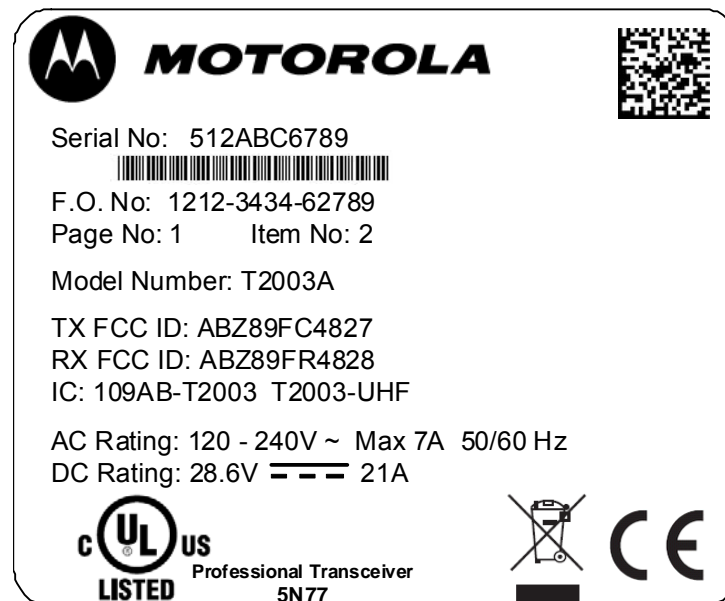 MOTOROLA
Serial No: 512ABC6789
F.O. No: 1212-3434-62789
Page No: 1 Item No: 2
Model Number: T2003A
TX FCC ID: ABZ89FC4827
RX FCC ID: ABZ89FR4828
IC: 109AB-T2003 T2003-UHF
AC Rating: 120 - 240V ~ Max 7A 50/60 Hz
DC Rating: 28.6V 21A
C UL ® US
LISTED
Professional Transceiver
5N77
CE